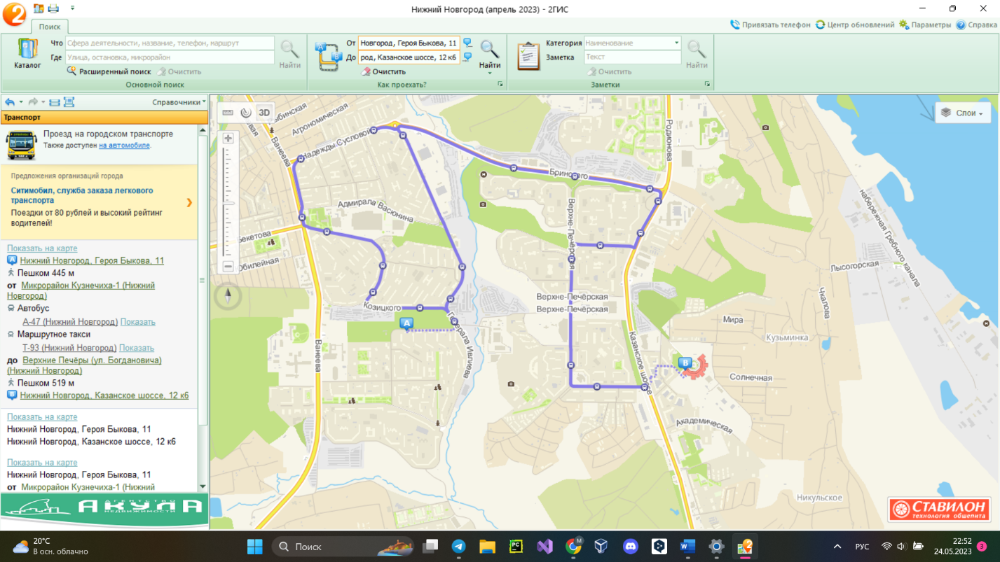 Нижний Новгород (апрель 2023) - 2ГИС
Поиск
Привязать телефон
Центр обновлений
Параметры
Справка
Каталог
Что Сфера деятельности, название, телефон, маршрут
Где Улица, остановка, микрорайон
Расширенный поиск
Очистить
Найти
Основной поиск
От Новгород, Героя Быкова, 11
До род, Казанское шоссе, 12 к6
Очистить
Найти
Как проехать?
Категория Наименование
Заметка Текст
Очистить
Найти
Заметки
Справочники
Транспорт
Проезд на городском транспорте
Также доступен на автомобиле.
Предложения организаций города
Ситимобил, служба заказа легкового
транспорта
Поездки от 80 рублей и высокий рейтинг
водителей!
Показать на карте
A Нижний Новгород, Героя Быкова, 11
Пешком 445 м
от Микрорайон Кузнечиха-1 (Нижний
Новгород)
Автобус
А-47 (Нижний Новгород) Показать
Маршрутное такси
Т-93 (Нижний Новгород) Показать
до Верхние Печёры (ул. Богдановича)
(Нижний Новгород)
Пешком 519 м
B Нижний Новгород, Казанское шоссе, 12 к6
Показать на карте
Нижний Новгород, Героя Быкова, 11
Нижний Новгород, Казанское шоссе, 12 к6
Показать на карте
Нижний Новгород, Героя Быкова, 11
от Микрорайон Кузнечиха-1 (Нижний
АГЕНТСТВО
АКУЛА
НЕДВИЖИМОСТИ
3D
Слои
Агрономическая
Надежды Сусловой
Ванеева
Родионова
Бринского
Адмирала Васюнина
Бекетова
Юбилейная
Верхне-Печёрская
набережная Гребного канала
Лысогорская
Чкалова
Козицкого
Верхне-Печёрская
Верхне-Печёрская
Генерала Ивлиева
Ванеева
Казанское шоссе
Мира
Кузьминка
A
B
Солнечная
Академическая
Никульское
СТАВИЛОН
технология общепита
20°C
В осн. облачно
Поиск
РУС
22:52
24.05.2023
3